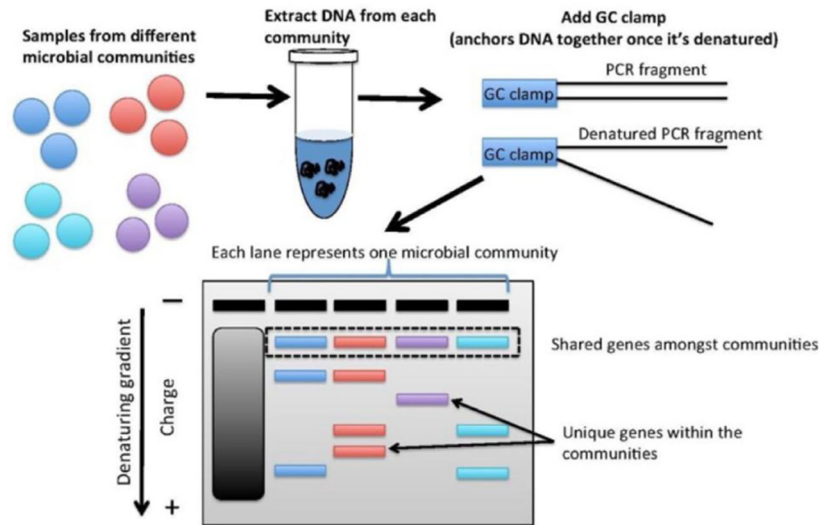 Samples from different
microbial communities
Extract DNA from each
community
Add GC clamp
(anchors DNA together once it's denatured)
PCR fragment
GC clamp
Denatured PCR fragment
GC clamp
Each lane represents one microbial community
−
Denaturing gradient
Charge
+
Shared genes amongst communities
Unique genes within the
communities